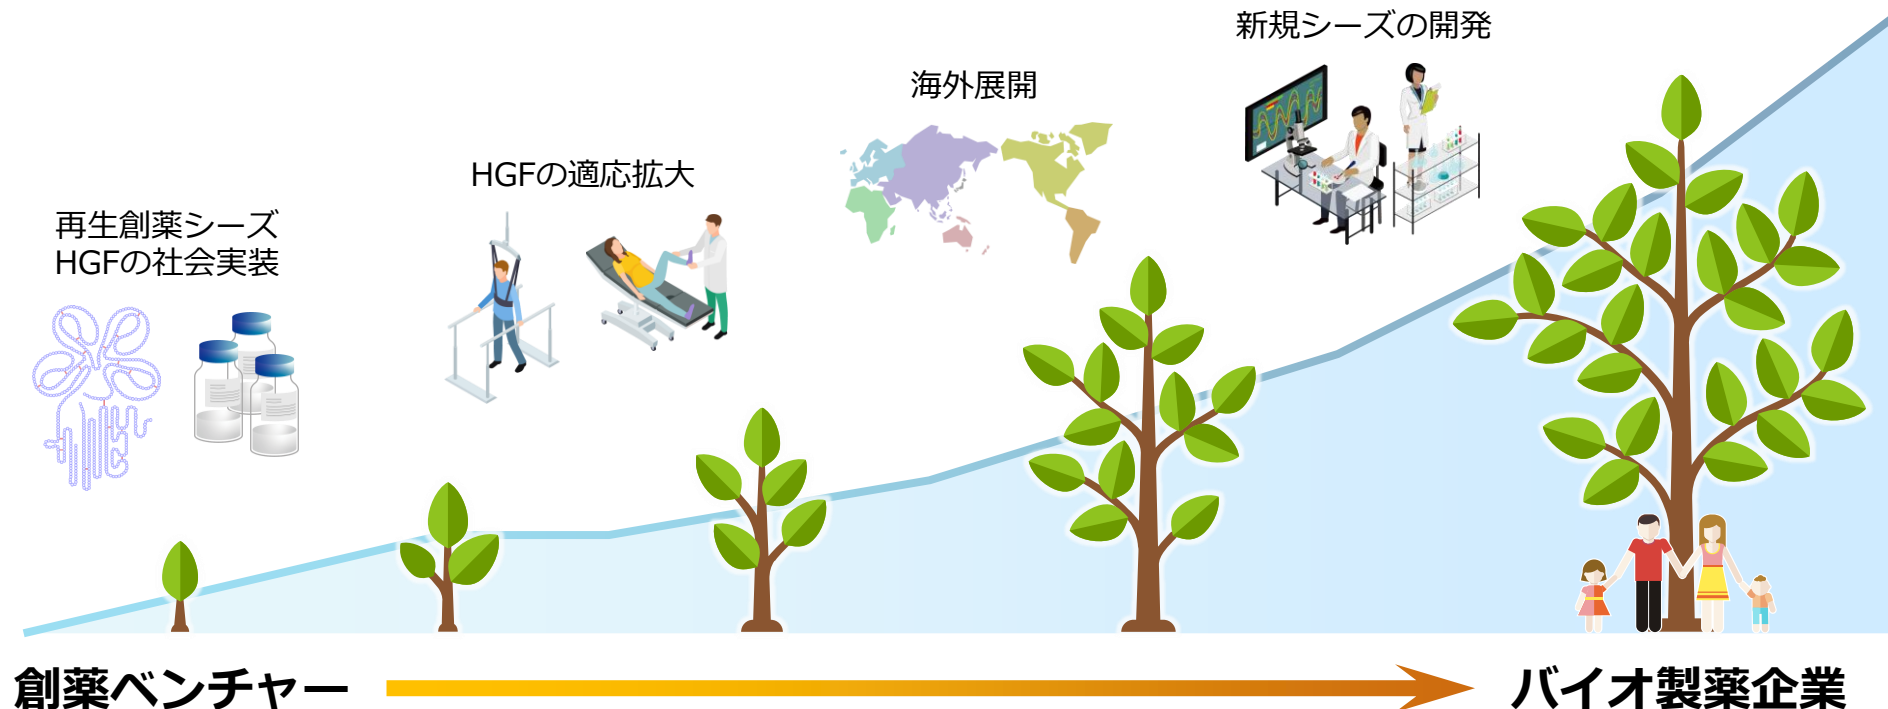 新規シーズの開発
海外展開
HGFの適応拡大
再生創薬シーズ
HGFの社会実装
創薬ベンチャー
バイオ製薬企業